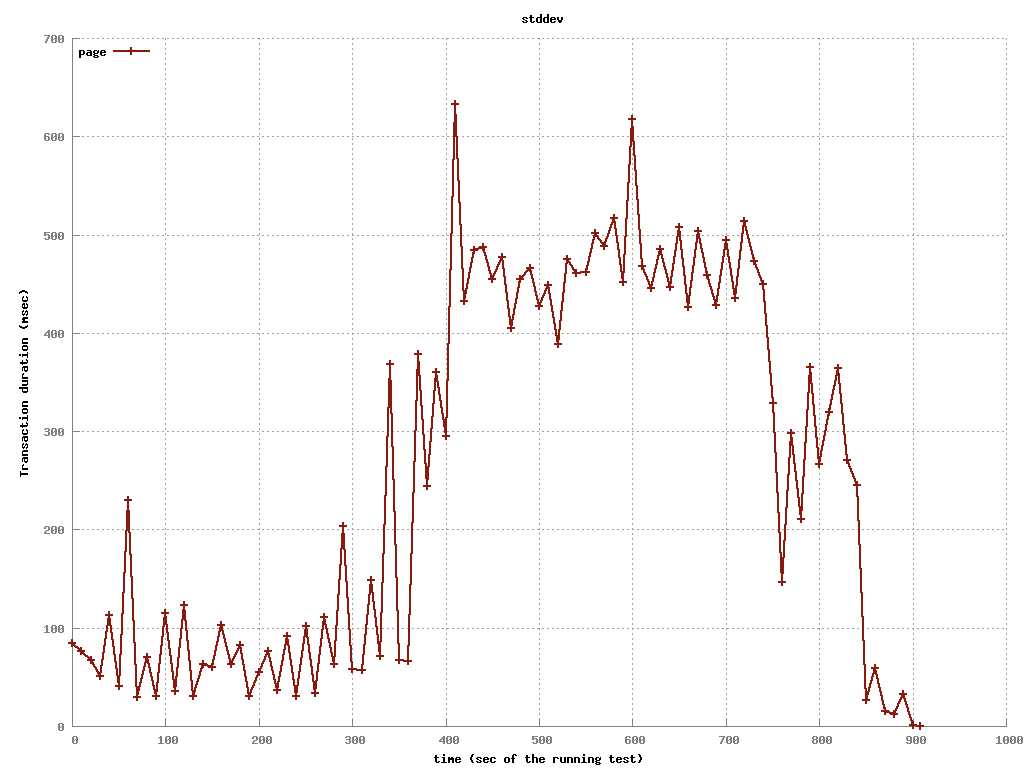 stddev
page
700
600
500
400
300
200
100
0
Transaction duration (msec)
0 100 200 300 400 500 600 700 800 900 1000
time (sec of the running test)